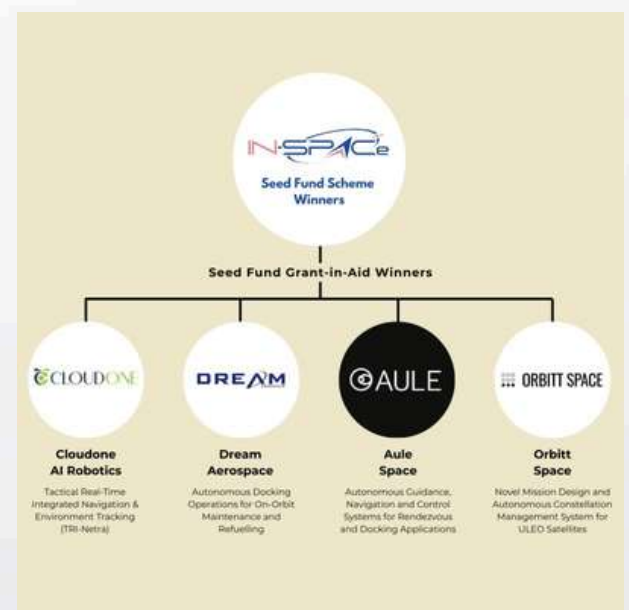 IN-SPACe
Seed Fund Scheme
Winners
Seed Fund Grant-in-Aid Winners
CLOUDONE
DREAM
AULE
ORBITT SPACE
Cloudone
AI Robotics
Tactical Real-Time
Integrated Navigation &
Environment Tracking
(TRI-Netra)
Dream
Aerospace
Autonomous Docking
Operations for On-Orbit
Maintenance and
Refuelling
Aule
Space
Autonomous Guidance,
Navigation and Control
Systems for Rendezvous
and Docking Applications
Orbitt
Space
Novel Mission Design and
Autonomous Constellation
Management System for
ULEO Satellites